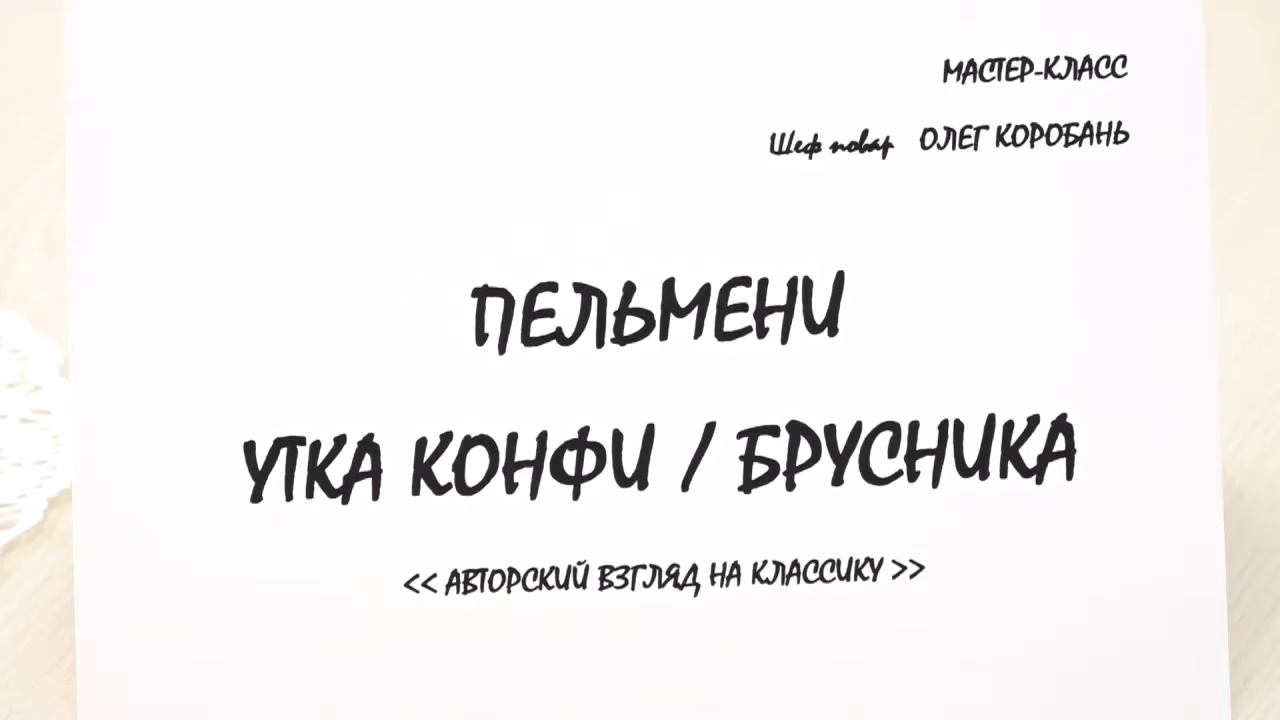 МАСТЕР-КЛАСС
Шеф повар ОЛЕГ КОРОБАНЬ
ПЕЛЬМЕНИ
УТКА КОНФИ / БРУСНИКА
<< АВТОРСКИЙ ВЗГЛЯД НА КЛАССИКУ >>